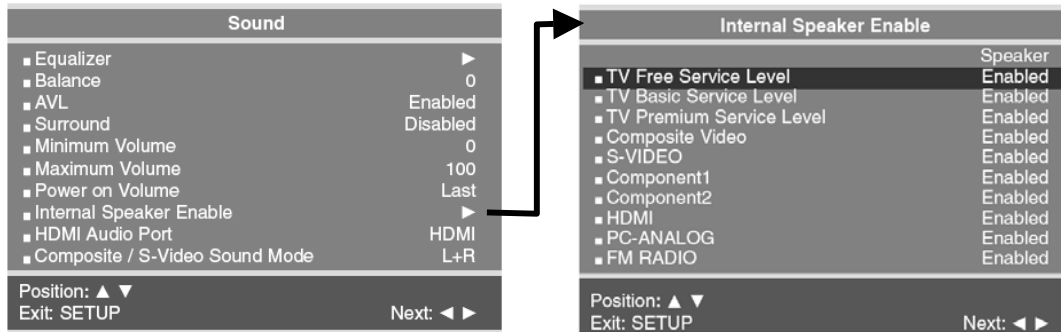 Sound
■ Equalizer ►
■ Balance 0
■ AVL Enabled
■ Surround Disabled
■ Minimum Volume 0
■ Maximum Volume 100
■ Power on Volume Last
■ Internal Speaker Enable ►
■ HDMI Audio Port HDMI
■ Composite / S-Video Sound Mode L+R
Position: ▲ ▼
Exit: SETUP Next: ◄ ►
Internal Speaker Enable
Speaker
■ TV Free Service Level Enabled
■ TV Basic Service Level Enabled
■ TV Premium Service Level Enabled
■ Composite Video Enabled
■ S-VIDEO Enabled
■ Component1 Enabled
■ Component2 Enabled
■ HDMI Enabled
■ PC-ANALOG Enabled
■ FM RADIO Enabled
Position: ▲ ▼
Exit: SETUP Next: ◄ ►